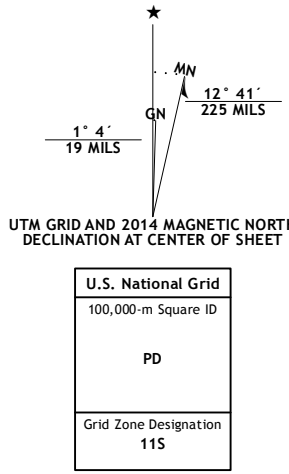 MN
GN
12° 41´
225 MILS
1° 4´
19 MILS
UTM GRID AND 2014 MAGNETIC NORTH
DECLINATION AT CENTER OF SHEET
U.S. National Grid
100,000-m Square ID
PD
Grid Zone Designation
11S